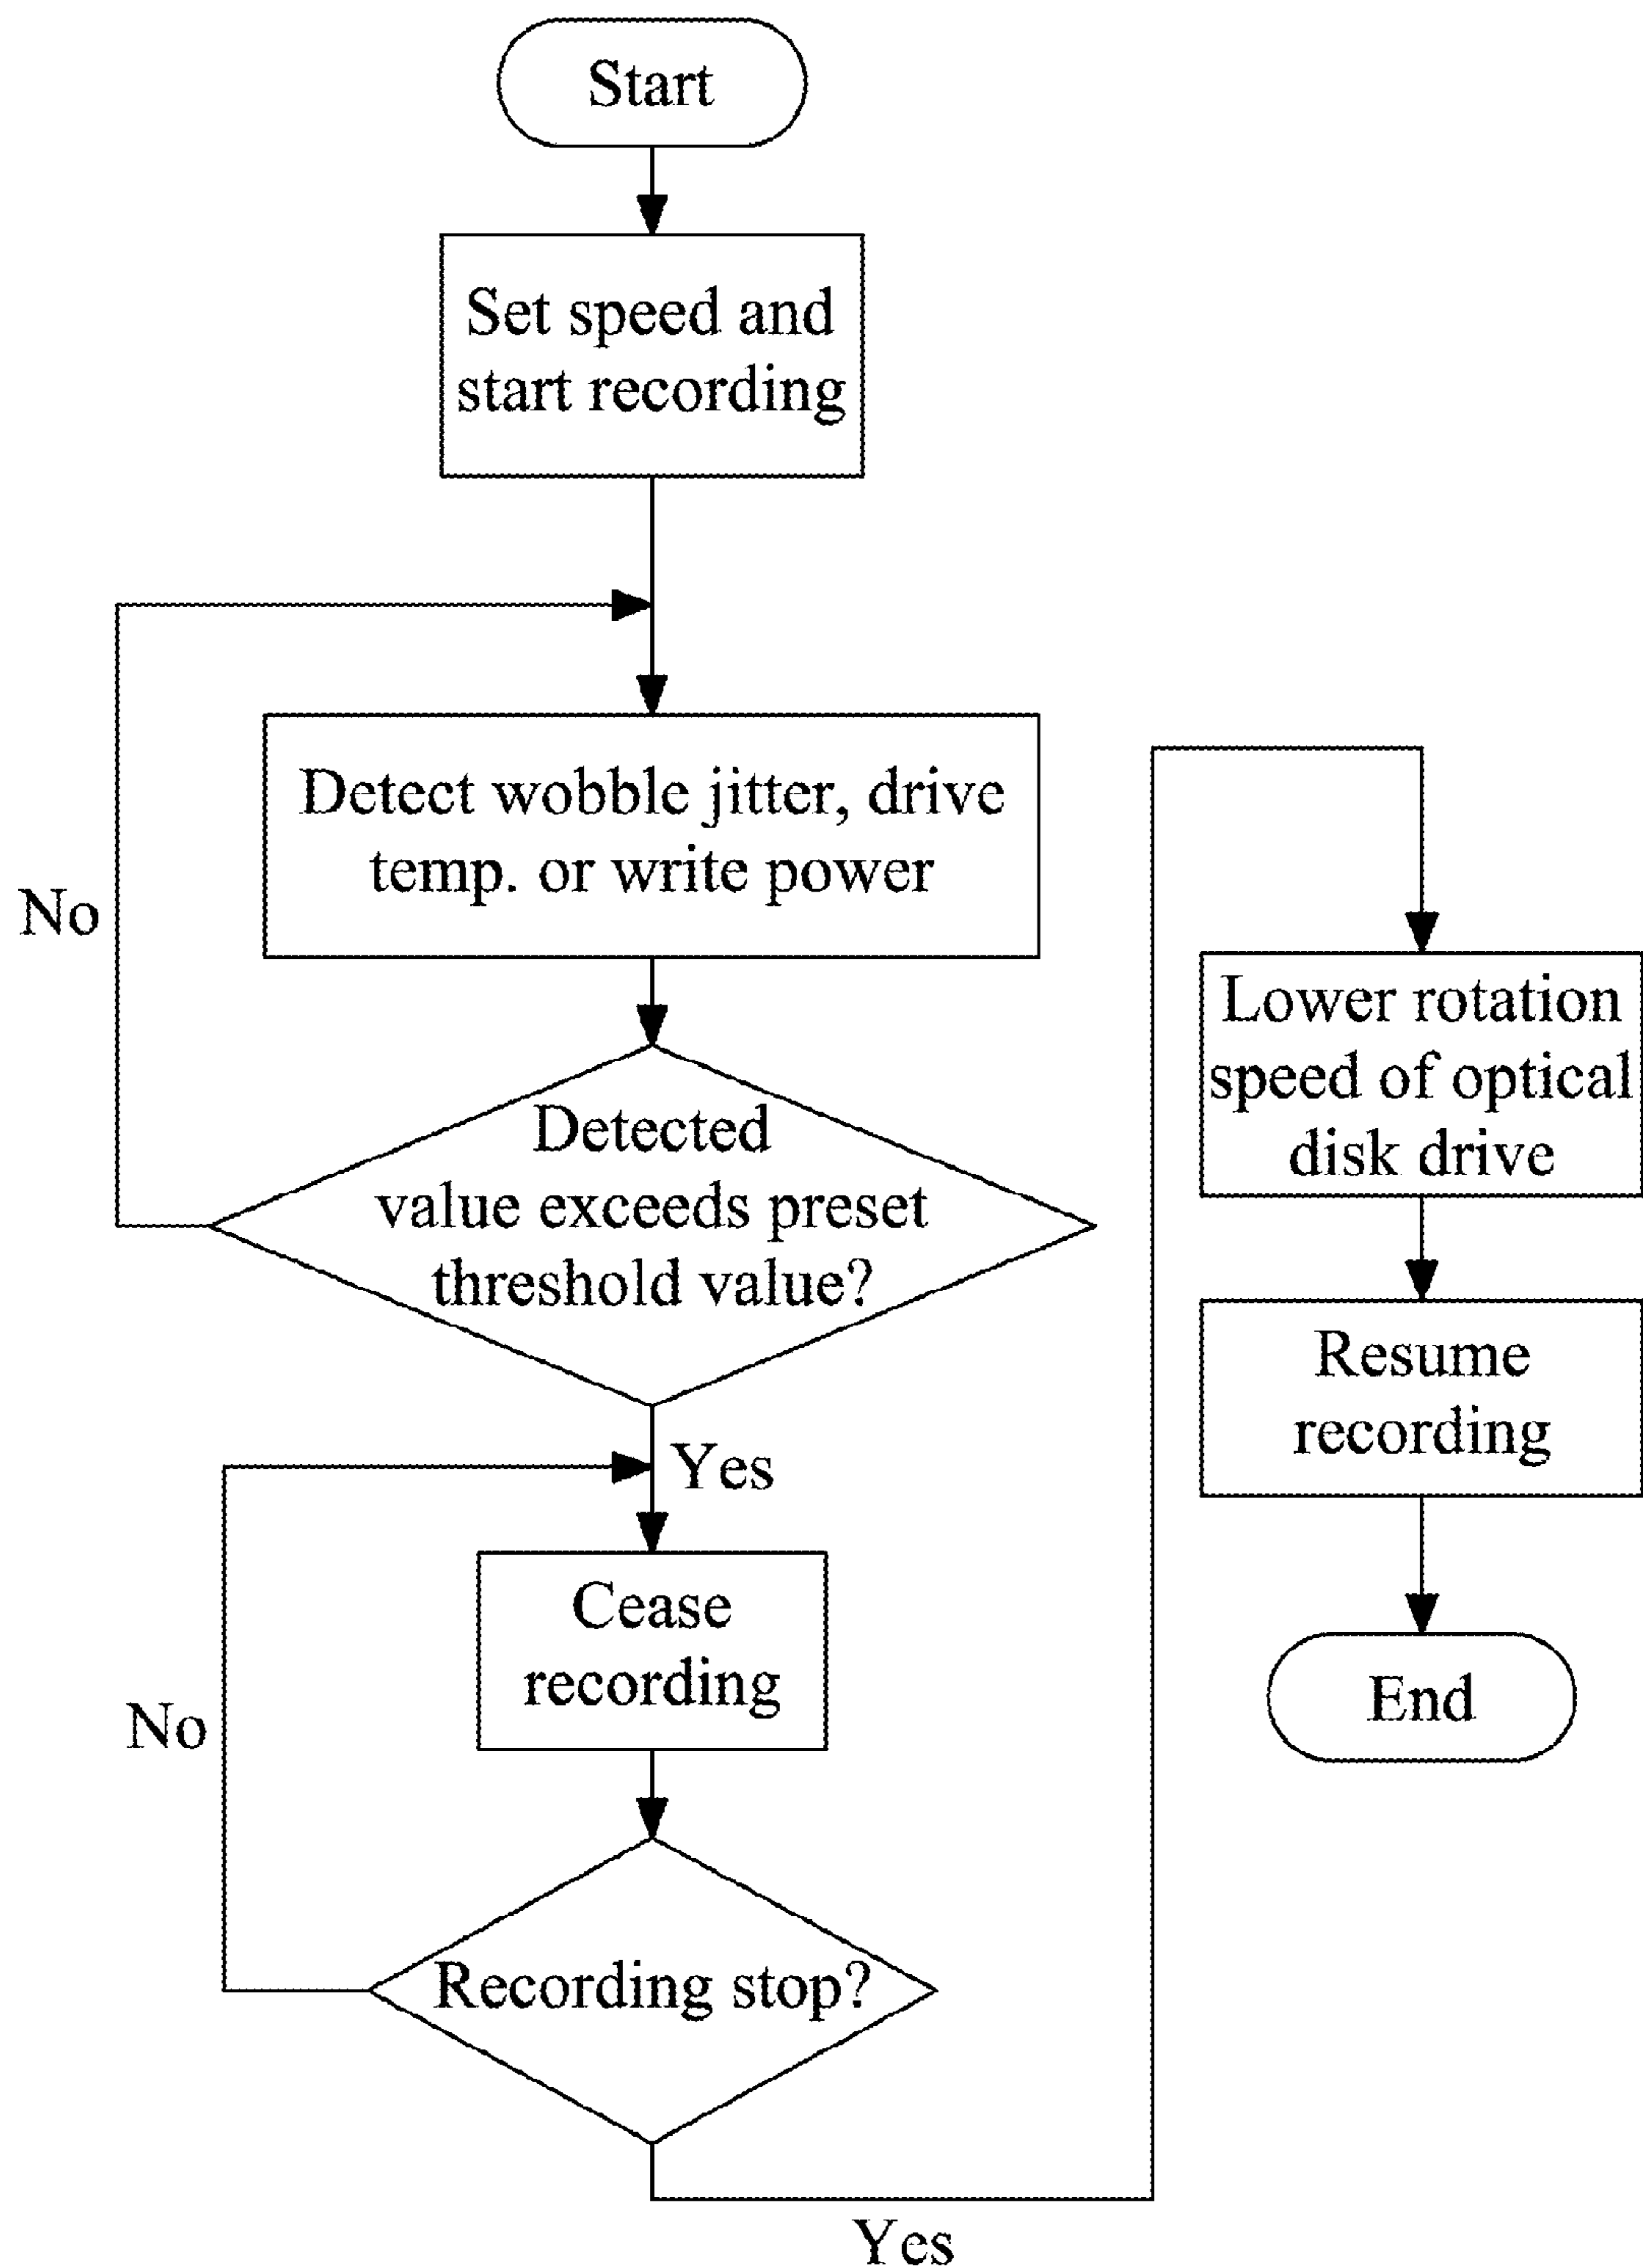 Start
Set speed and
start recording
Detect wobble jitter, drive
temp. or write power
No
Detected
value exceeds preset
threshold value?
Yes
Cease
recording
No
Recording stop?
Yes
Lower rotation
speed of optical
disk drive
Resume
recording
End